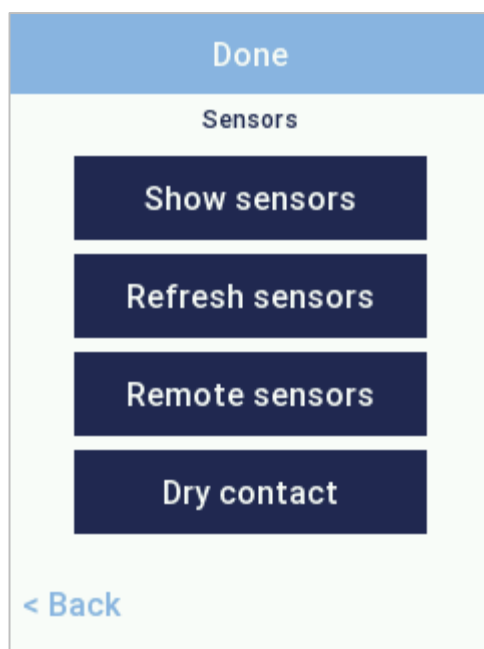 Done
Sensors
Show sensors
Refresh sensors
Remote sensors
Dry contact
< Back